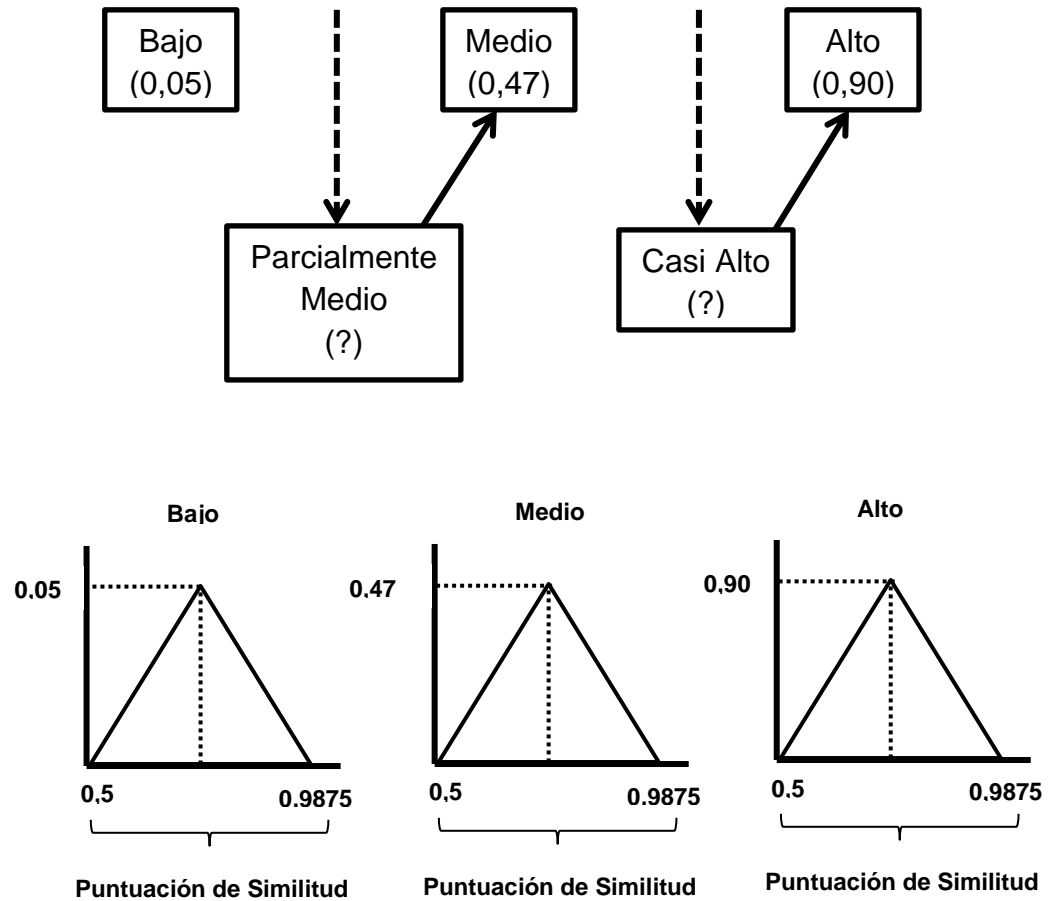 Bajo
(0,05)
Medio
(0,47)
Alto
(0,90)
Parcialmente
Medio
(?)
Casi Alto
(?)
Bajo
0,05
0,5
0.9875
Puntuación de Similitud
Medio
0,47
0,5
0.9875
Puntuación de Similitud
Alto
0,90
0,5
0.9875
Puntuación de Similitud